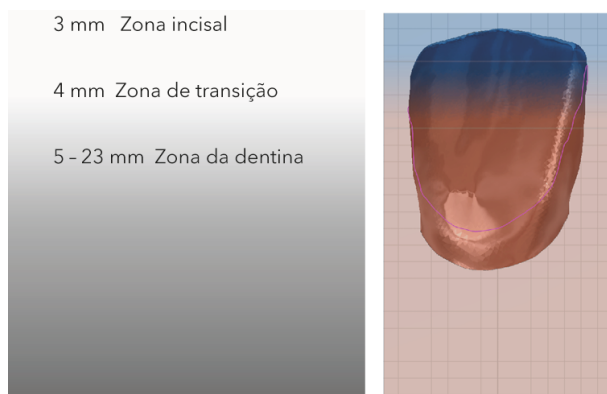 3 mm Zona incisal
4 mm Zona de transição
5 – 23 mm Zona da dentina